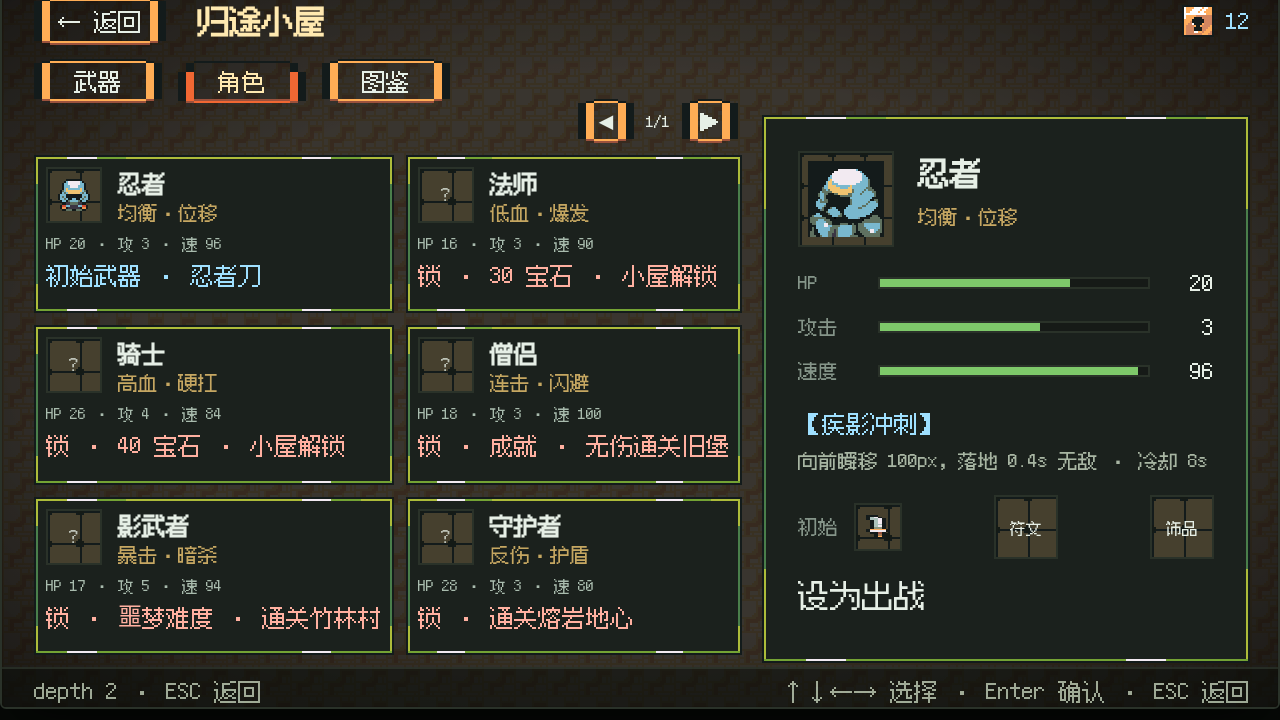 ← 返回 归途小屋 12
武器 角色 图鉴
◀ 1/1 ▶
忍者
均衡 · 位移
HP 20 · 攻 3 · 速 96
初始武器 · 忍者刀
?
法师
低血 · 爆发
HP 16 · 攻 3 · 速 90
锁 · 30 宝石 · 小屋解锁
?
骑士
高血 · 硬扛
HP 26 · 攻 4 · 速 84
锁 · 40 宝石 · 小屋解锁
?
僧侣
连击 · 闪避
HP 18 · 攻 3 · 速 100
锁 · 成就 · 无伤通关旧堡
?
影武者
暴击 · 暗杀
HP 17 · 攻 5 · 速 94
锁 · 噩梦难度 · 通关竹林村
?
守护者
反伤 · 护盾
HP 28 · 攻 3 · 速 80
锁 · 通关熔岩地心
忍者
均衡 · 位移
HP 20
攻击 3
速度 96
【疾影冲刺】
向前瞬移 100px, 落地 0.4s 无敌 · 冷却 8s
初始 符文 饰品
设为出战
depth 2 · ESC 返回 ↑↓←→ 选择 · Enter 确认 · ESC 返回